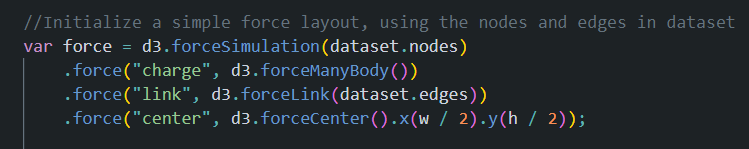 //Initialize a simple force layout, using the nodes and edges in dataset
var force = d3.forceSimulation(dataset.nodes)
.force("charge", d3.forceManyBody())
.force("link", d3.forceLink(dataset.edges))
.force("center", d3.forceCenter().x(w / 2).y(h / 2));